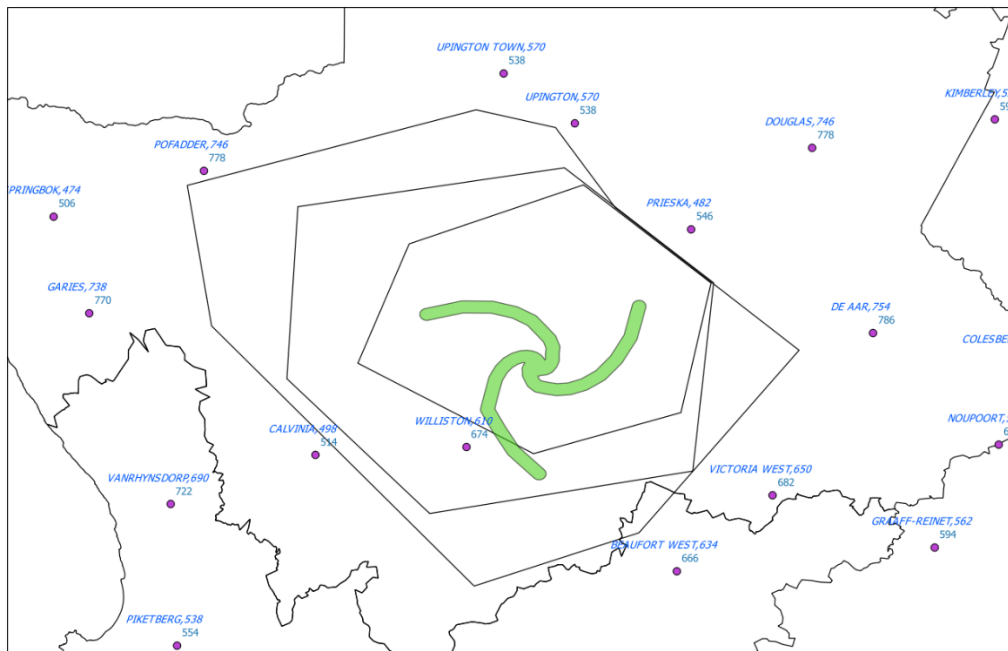 UPINGTON TOWN,570
538
UPINGTON,570
538
KIMBERLEY,5
59
DOUGLAS,746
778
POFADDER,746
778
PRINGBOK,474
506
PRIESKA,482
546
GARIES,738
770
DE AAR,754
786
COLESBE
WILLISTON,610
674
CALVINIA,498
514
NOUPOORT,
6
VICTORIA WEST,650
682
VANRHYNSDORP,690
722
GRAAFF-REINET,562
594
BEAUFORT WEST,634
666
PIKETBERG,538
554